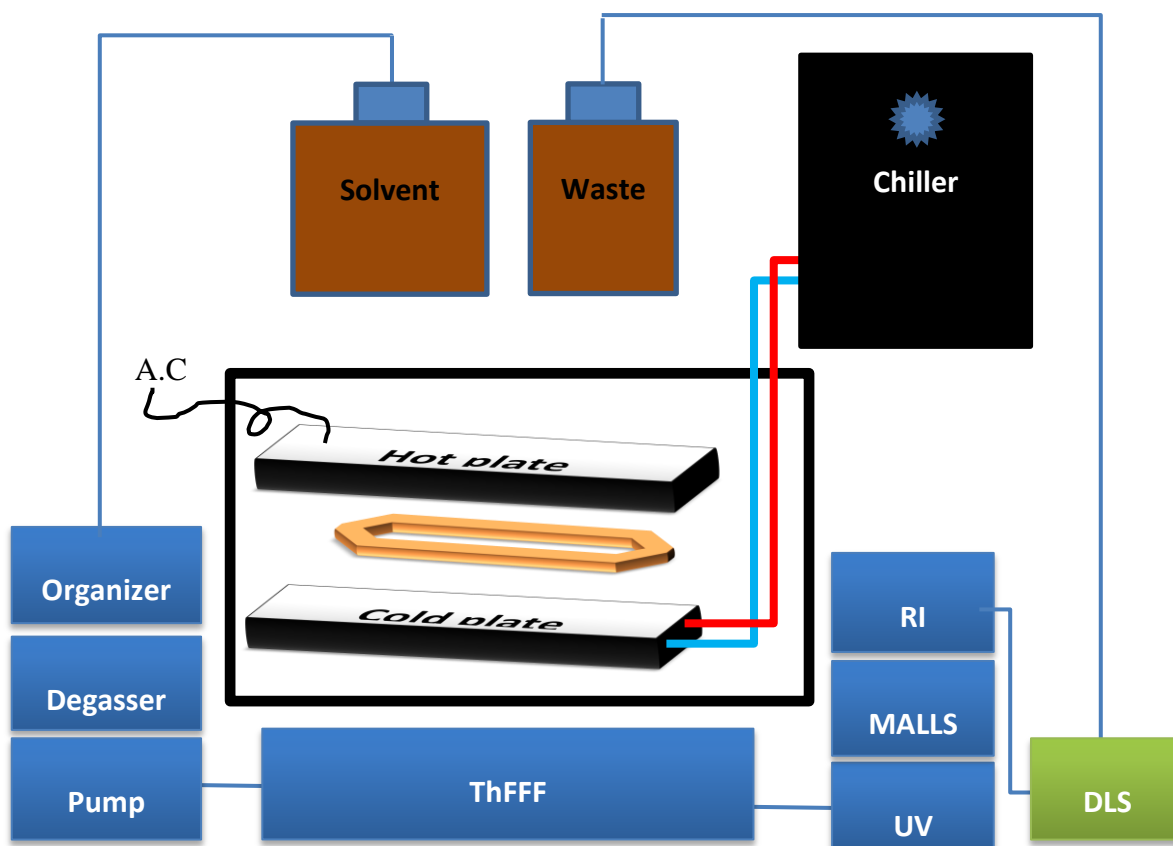 Solvent
Waste
Chiller
A.C
Hot plate
Cold plate
Organizer
Degasser
Pump
ThFFF
RI
MALLS
UV
DLS